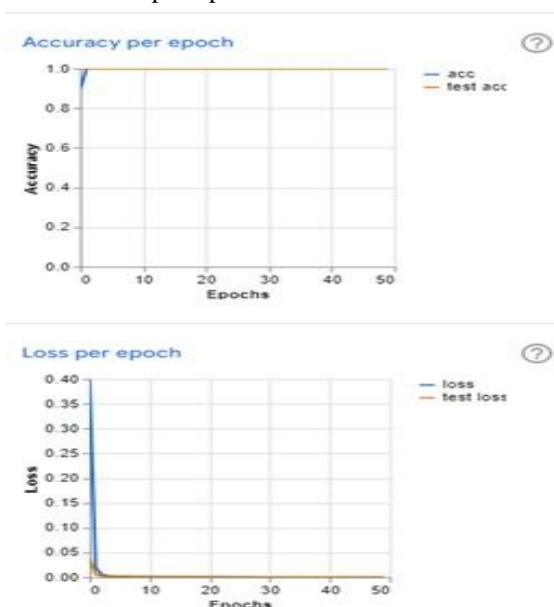 Accuracy per epoch ?
1.0
0.8
0.6
0.4
0.2
0.0
Accuracy
0 10 20 30 40 50
Epochs
acc
test acc
Loss per epoch ?
0.40
0.35
0.30
0.25
0.20
0.15
0.10
0.05
0.00
Loss
0 10 20 30 40 50
Epochs
loss
test loss